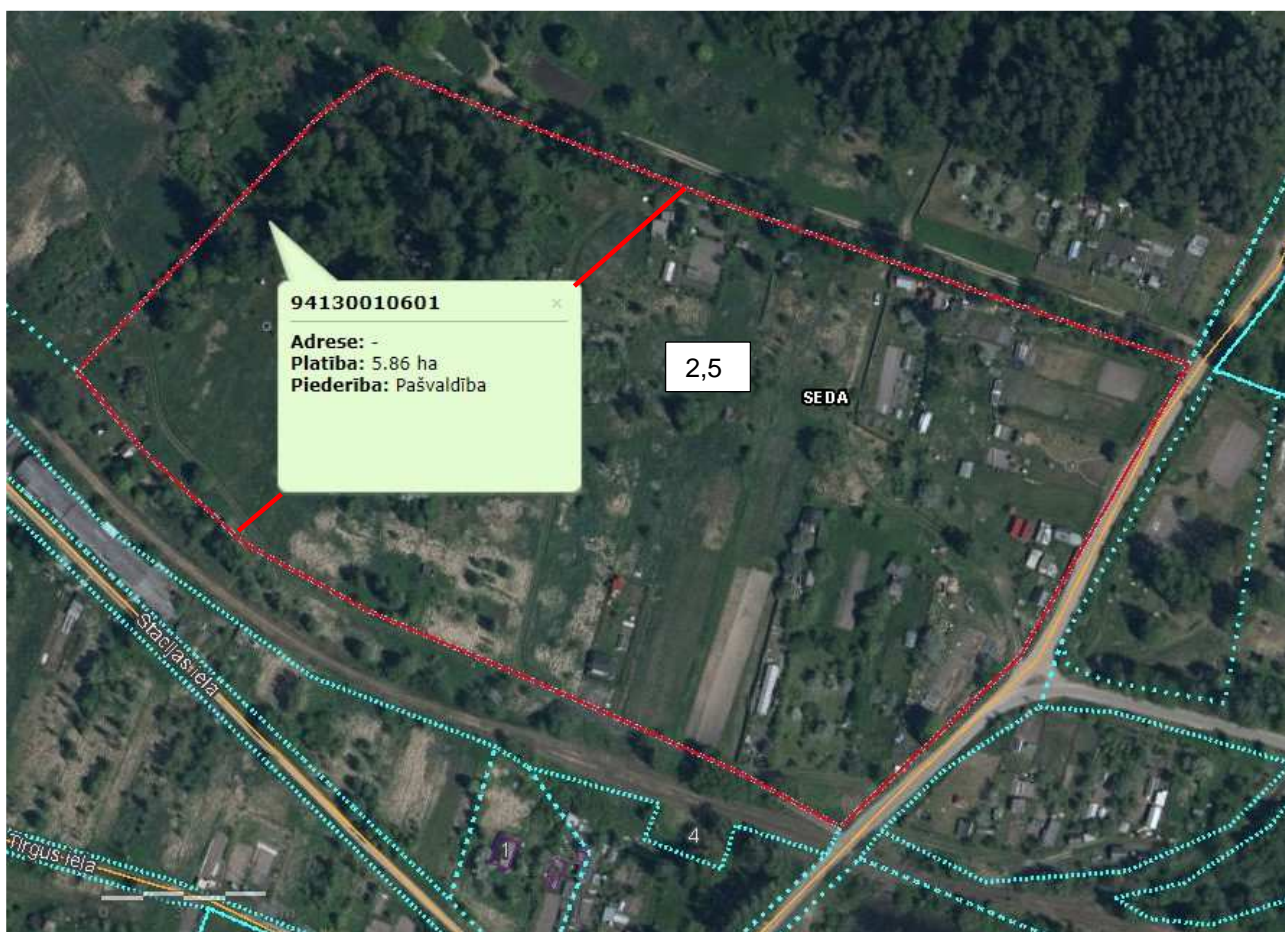 94130010601 ×
Adrese: -
Platība: 5.86 ha
Piederība: Pašvaldība
2,5
SEDA
Stacijas iela
1
4
Tirgus iela